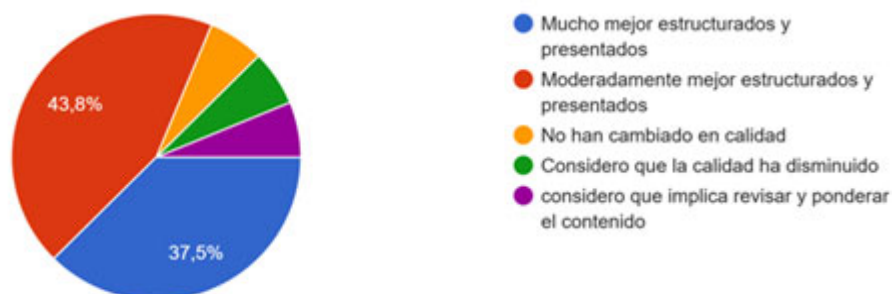 43,8%
37,5%
Mucho mejor estructurados y
presentados
Moderadamente mejor estructurados y
presentados
No han cambiado en calidad
Considero que la calidad ha disminuido
considero que implica revisar y ponderar
el contenido